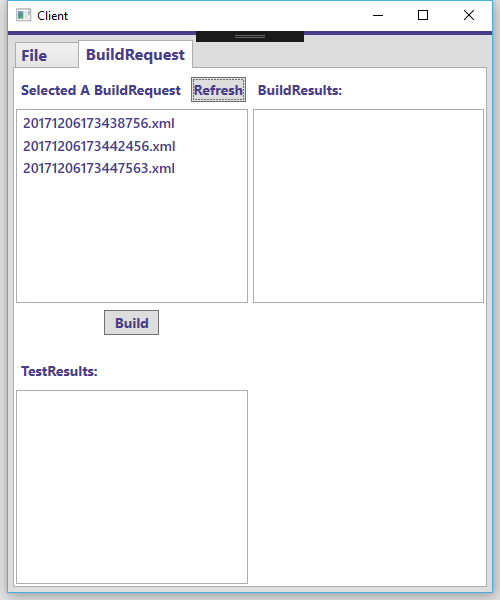 Client
File
BuildRequest
Selected A BuildRequest
Refresh
BuildResults:
20171206173438756.xml
20171206173442456.xml
20171206173447563.xml
Build
TestResults: